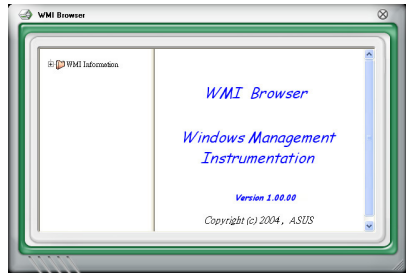 WMI Browser
WMI Information
WMI Browser
Windows Management
Instrumentation
Version 1.00.00
Copyright (c) 2004, ASUS